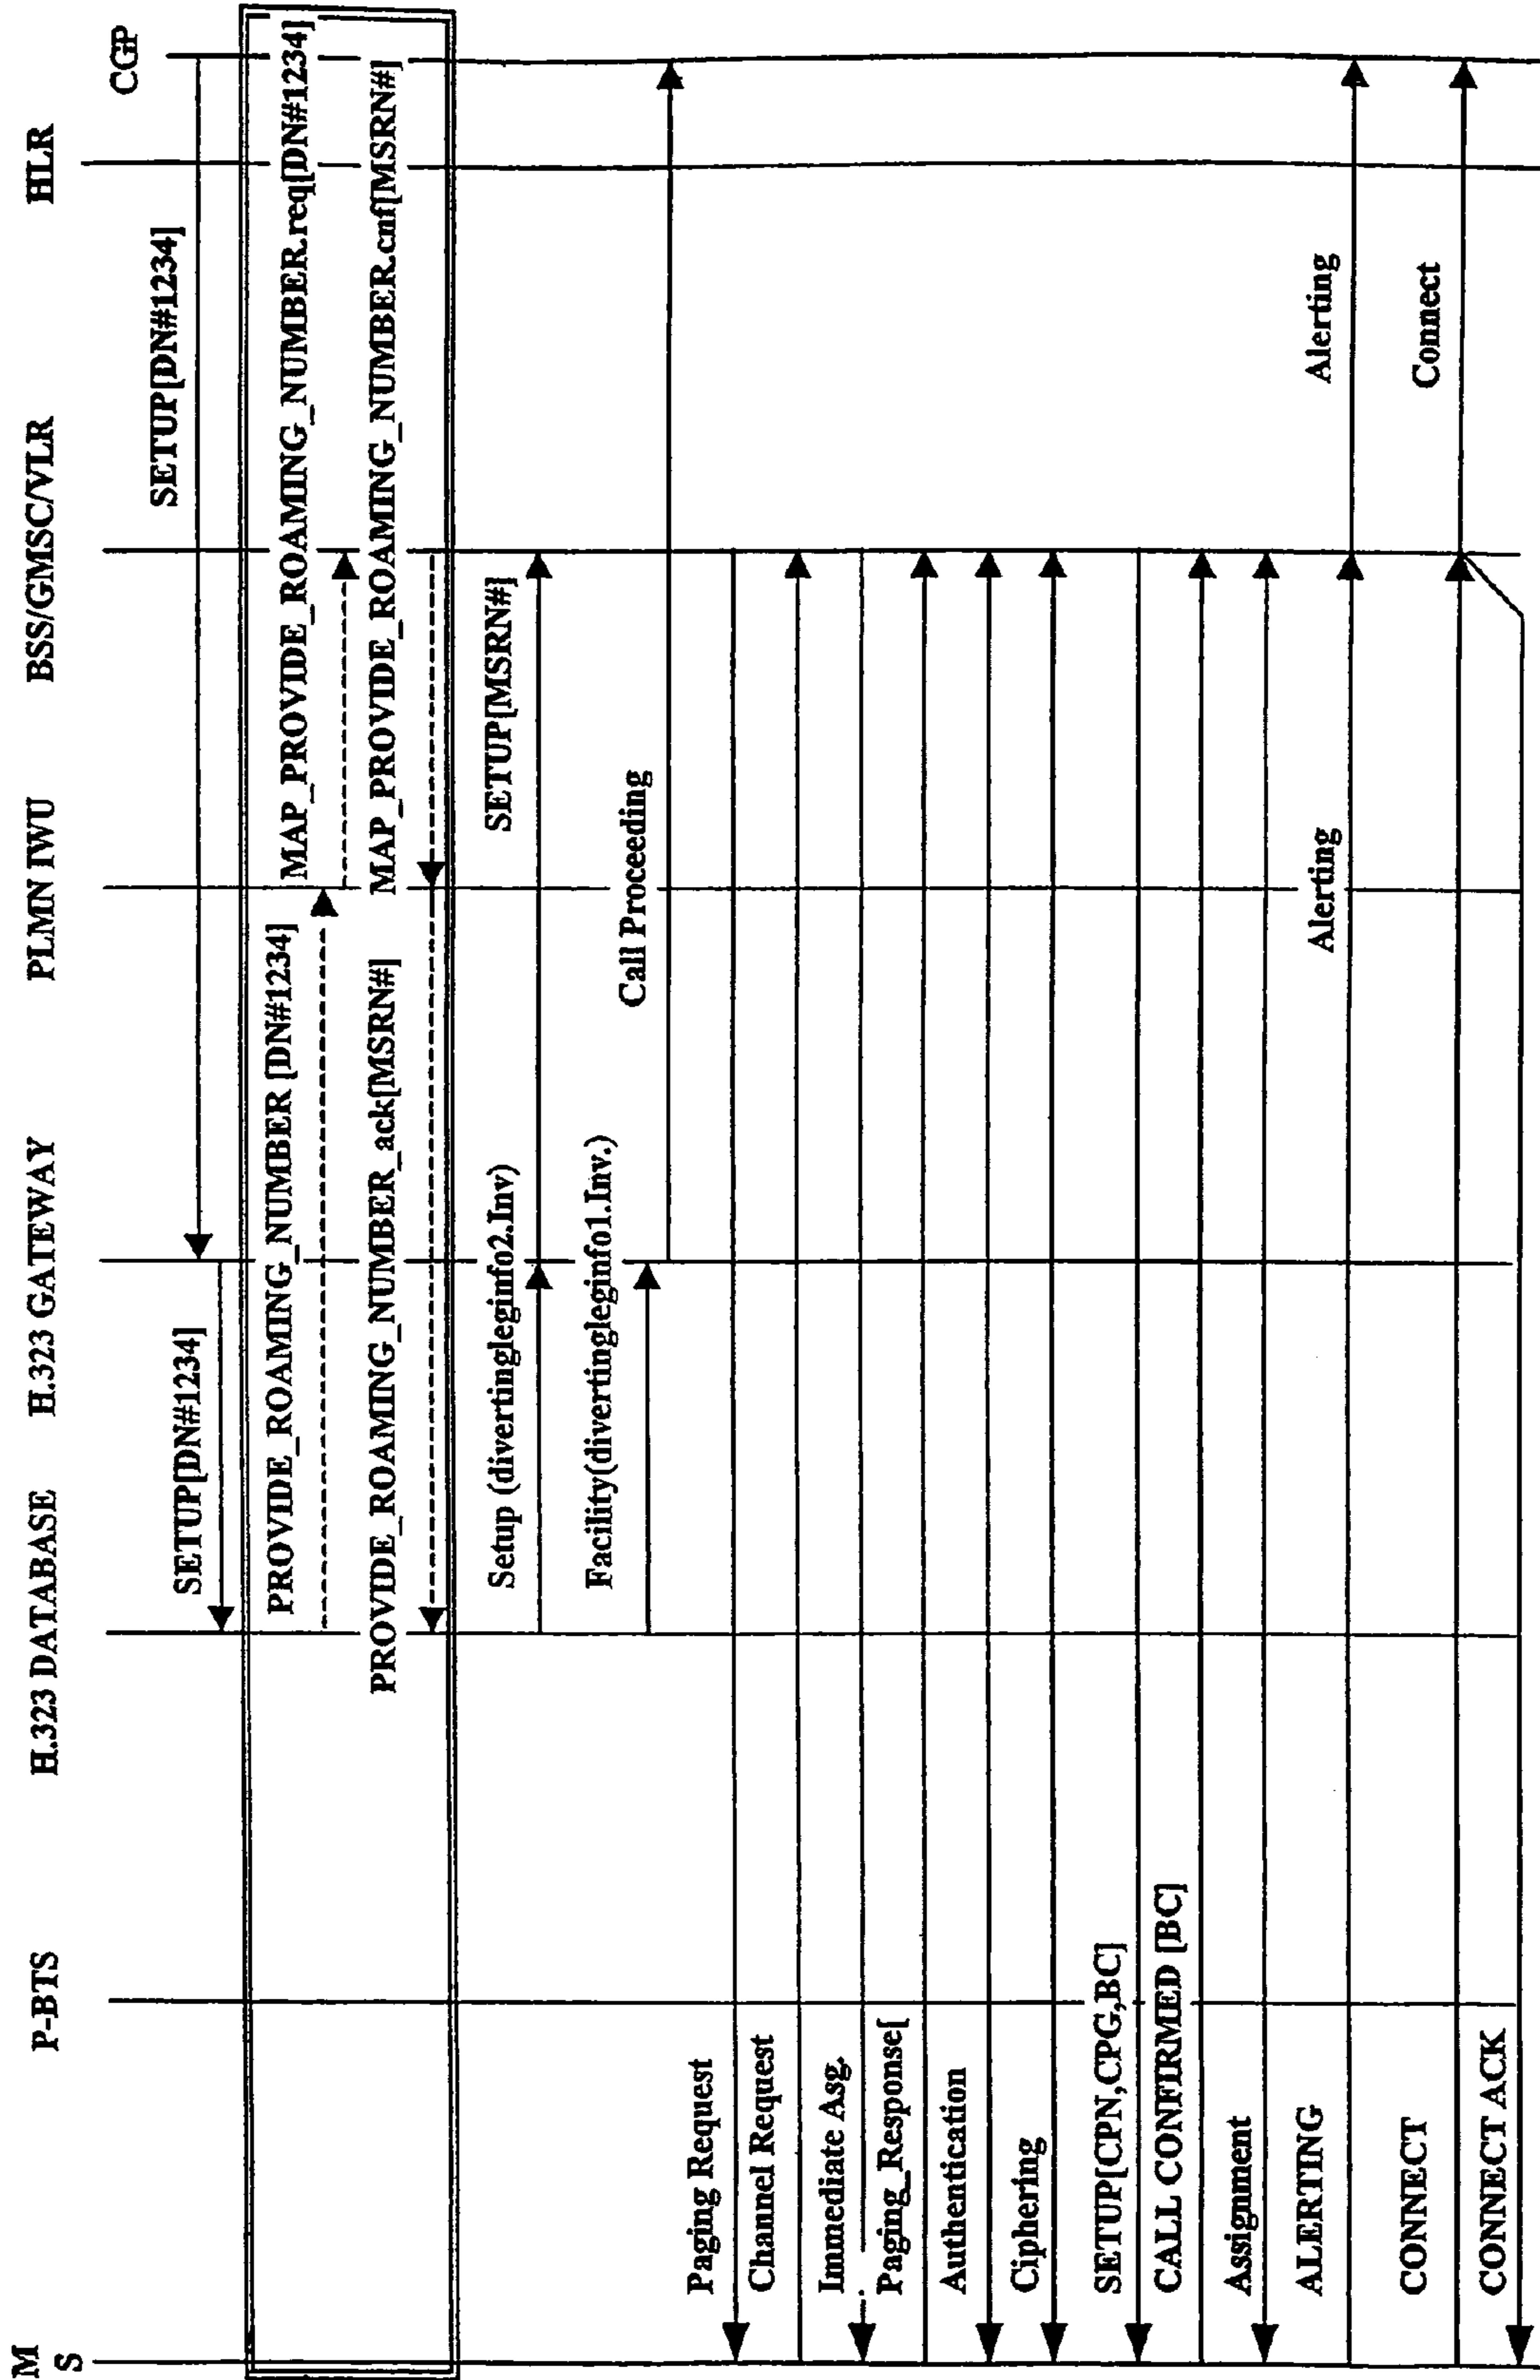 MS
P-BTS
H.323 DATABASE
H.323 GATEWAY
PLMN IWU
BSS/GMSC/VLR
HLR
CGP
SETUP[DN#1234]
SETUP[DN#1234]
PROVIDE_ROAMING_NUMBER [DN#1234]
MAP_PROVIDE_ROAMING_NUMBER.req[DN#1234]
PROVIDE_ROAMING_NUMBER_ack[MSRN#]
MAP_PROVIDE_ROAMING_NUMBER.cnf[MSRN#]
Setup (divertingleginfo2.Inv)
SETUP[MSRN#]
Facility(divertingleginfo1.Inv.)
Call Proceeding
Paging Request
Channel Request
Immediate Asg.
Paging_Response[
Authentication
Ciphering
SETUP[CPN,CPG,BC]
CALL CONFIRMED [BC]
Assignment
ALERTING
Alerting
Alerting
CONNECT
Connect
CONNECT ACK